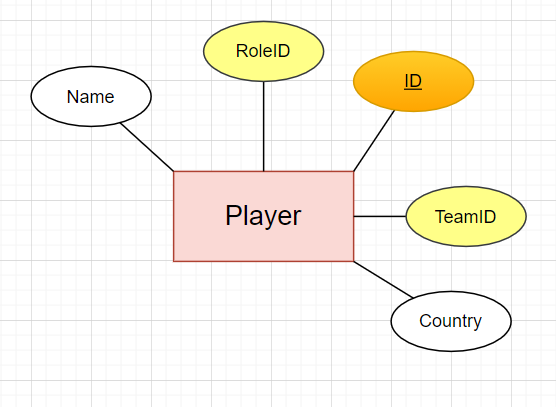 RoleID
ID
Name
Player
TeamID
Country